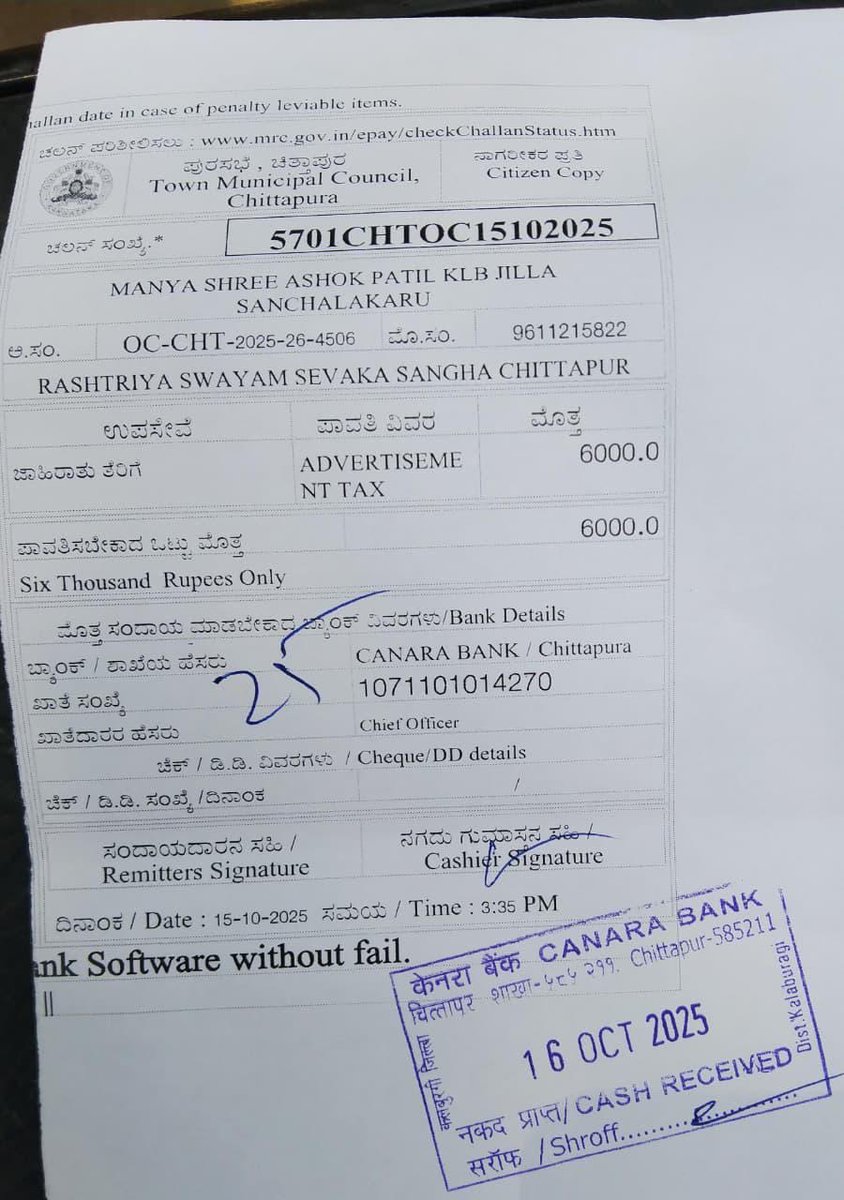 hallan date in case of penalty leviable items.
ಚಲನ್ ಪರಿಶೀಲಿಸಲು : www.mrc.gov.in/epay/checkChallanStatus.htm
ಪುರಸಭೆ , ಚಿತ್ತಾಪುರ
Town Municipal Council,
Chittapura
ನಾಗರೀಕರ ಪ್ರತಿ
Citizen Copy
ಚಲನ್ ಸಂಖ್ಯೆ.* 5701CHTOC15102025
MANYA SHREE ASHOK PATIL KLB JILLA
SANCHALAKARU
ಆ.ಸಂ. OC-CHT-2025-26-4506 ಮೊ.ಸಂ. 9611215822
RASHTRIYA SWAYAM SEVAKA SANGHA CHITTAPUR
ಉಪಸೇವೆ ಪಾವತಿ ವಿವರ ಮೊತ್ತ
ಜಾಹಿರಾತು ತೆರಿಗೆ ADVERTISEME 6000.0
NT TAX
ಪಾವತಿಸಬೇಕಾದ ಒಟ್ಟು ಮೊತ್ತ 6000.0
Six Thousand Rupees Only
ಮೊತ್ತ ಸಂದಾಯ ಮಾಡಬೇಕಾದ ಬ್ಯಾಂಕ್ ವಿವರಗಳು/Bank Details
ಬ್ಯಾಂಕ್ / ಶಾಖೆಯ ಹೆಸರು CANARA BANK / Chittapura
ಖಾತೆ ಸಂಖ್ಯೆ 1071101014270
ಖಾತೆದಾರರ ಹೆಸರು Chief Officer
ಚೆಕ್ / ಡಿ.ಡಿ. ವಿವರಗಳು / Cheque/DD details
ಚೆಕ್ / ಡಿ.ಡಿ. ಸಂಖ್ಯೆ /ದಿನಾಂಕ /
ಸಂದಾಯದಾರನ ಸಹಿ /
Remitters Signature
ನಗದು ಗುಮಾಸ್ತನ ಸಹಿ /
Cashier Signature
ದಿನಾಂಕ / Date : 15-10-2025 ಸಮಯ / Time : 3:35 PM
ank Software without fail.
केनरा बैंक CANARA BANK
चित्तापर शाखा-५८५ २११. Chittapur-585211
16 OCT 2025
नकद प्राप्त/CASH RECEIVED
सरॉफ /Shroff
Dist.Kalaburagi